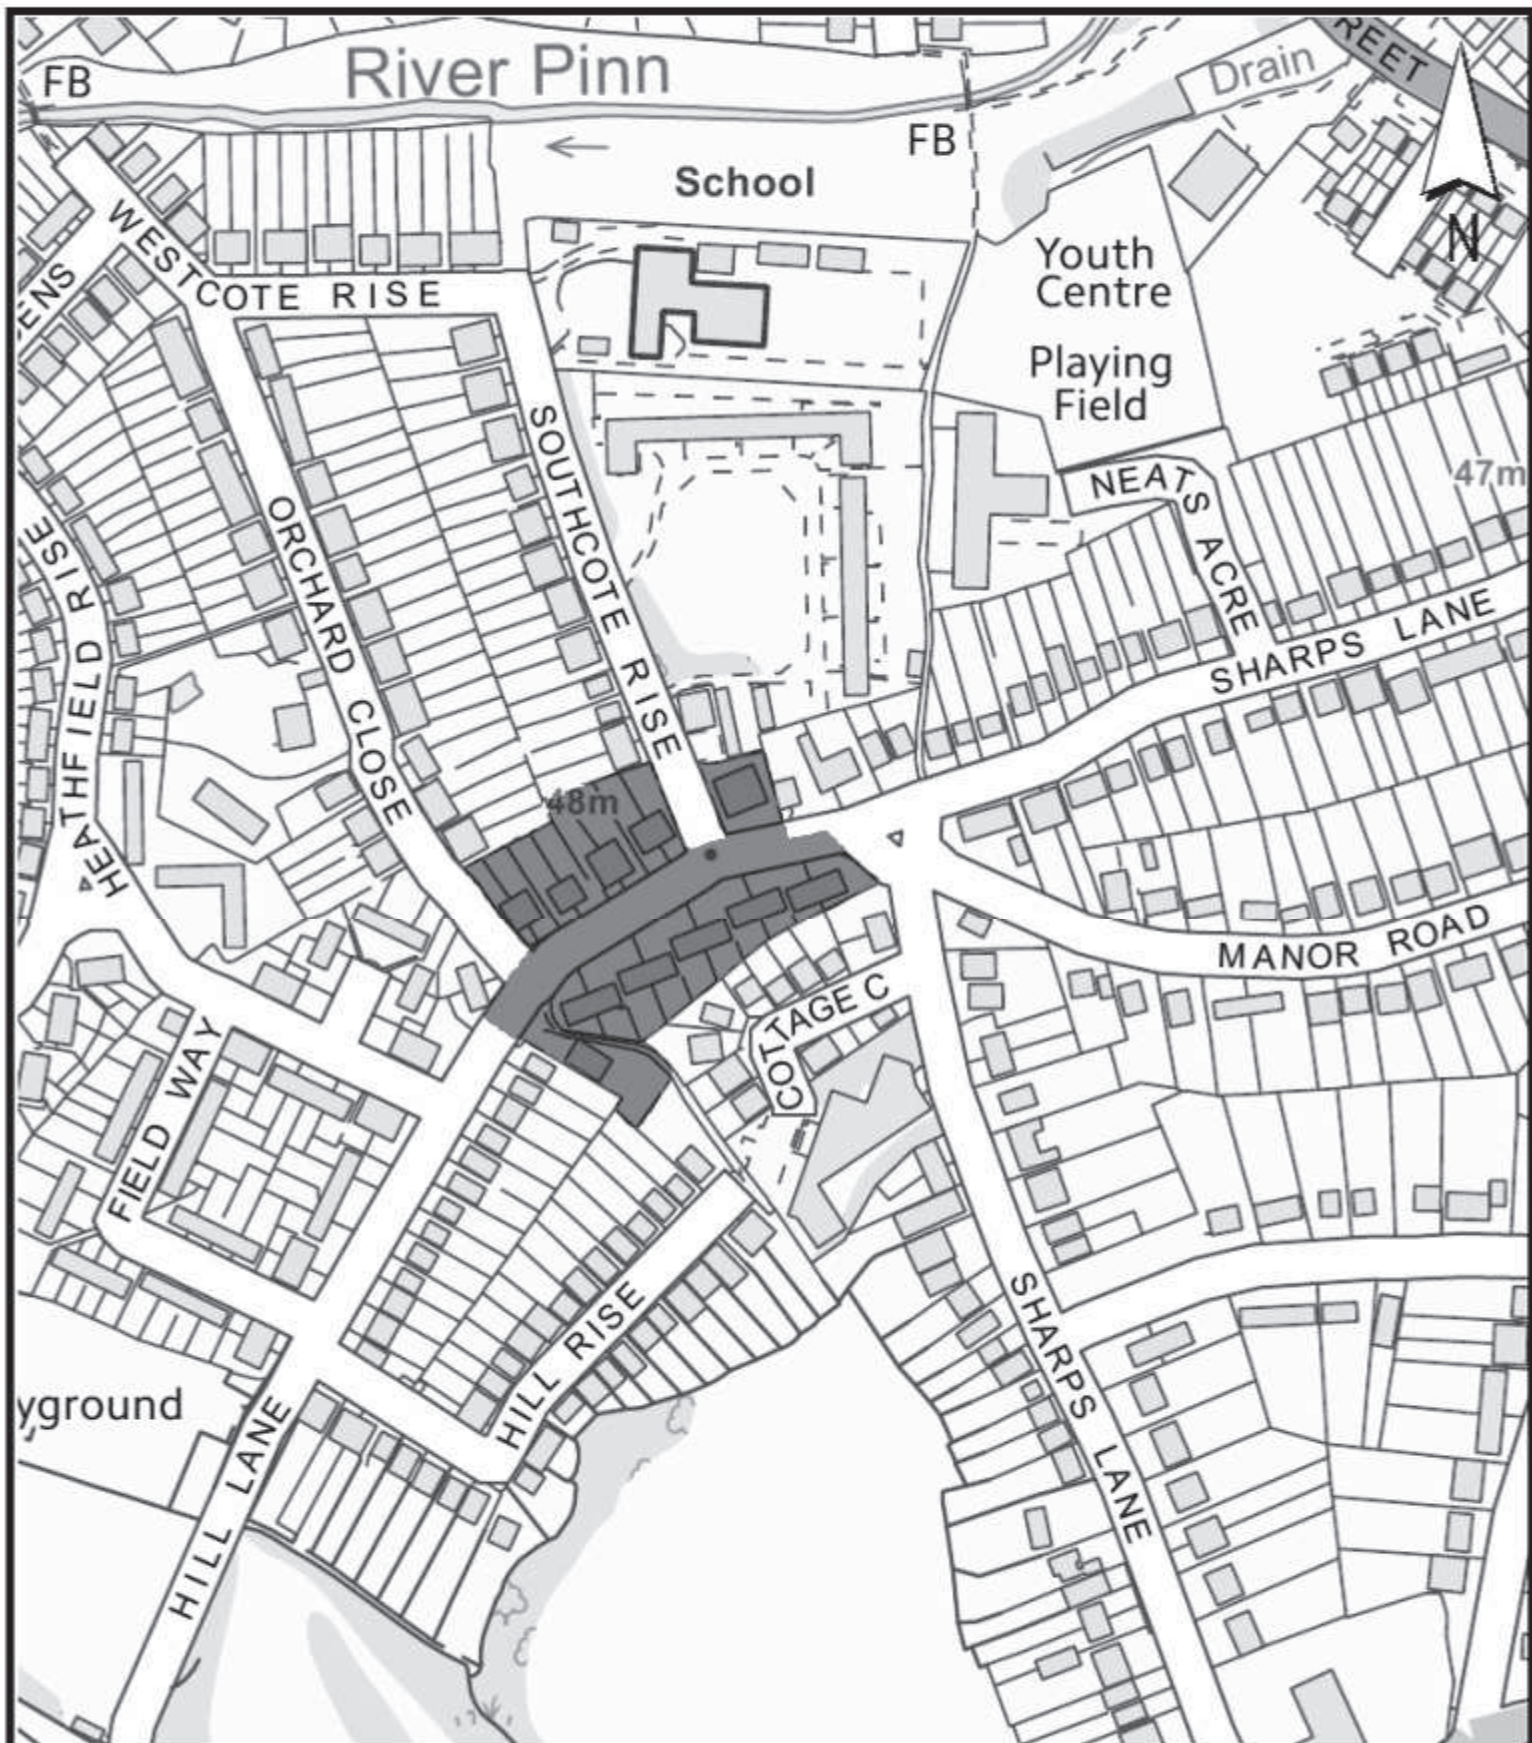 REET
River Pinn
FB
Drain
FB
School
N
WESTCOTE RISE
ENS
Youth
Centre
Playing
Field
SOUTHCOTE RISE
47m
NEATS ACRE
ORCHARD CLOSE
HEATHFIELD RISE
SHARPS LANE
48m
MANOR ROAD
COTTAGE C
FIELD WAY
HILL RISE
SHARPS LANE
yground
HILL LANE